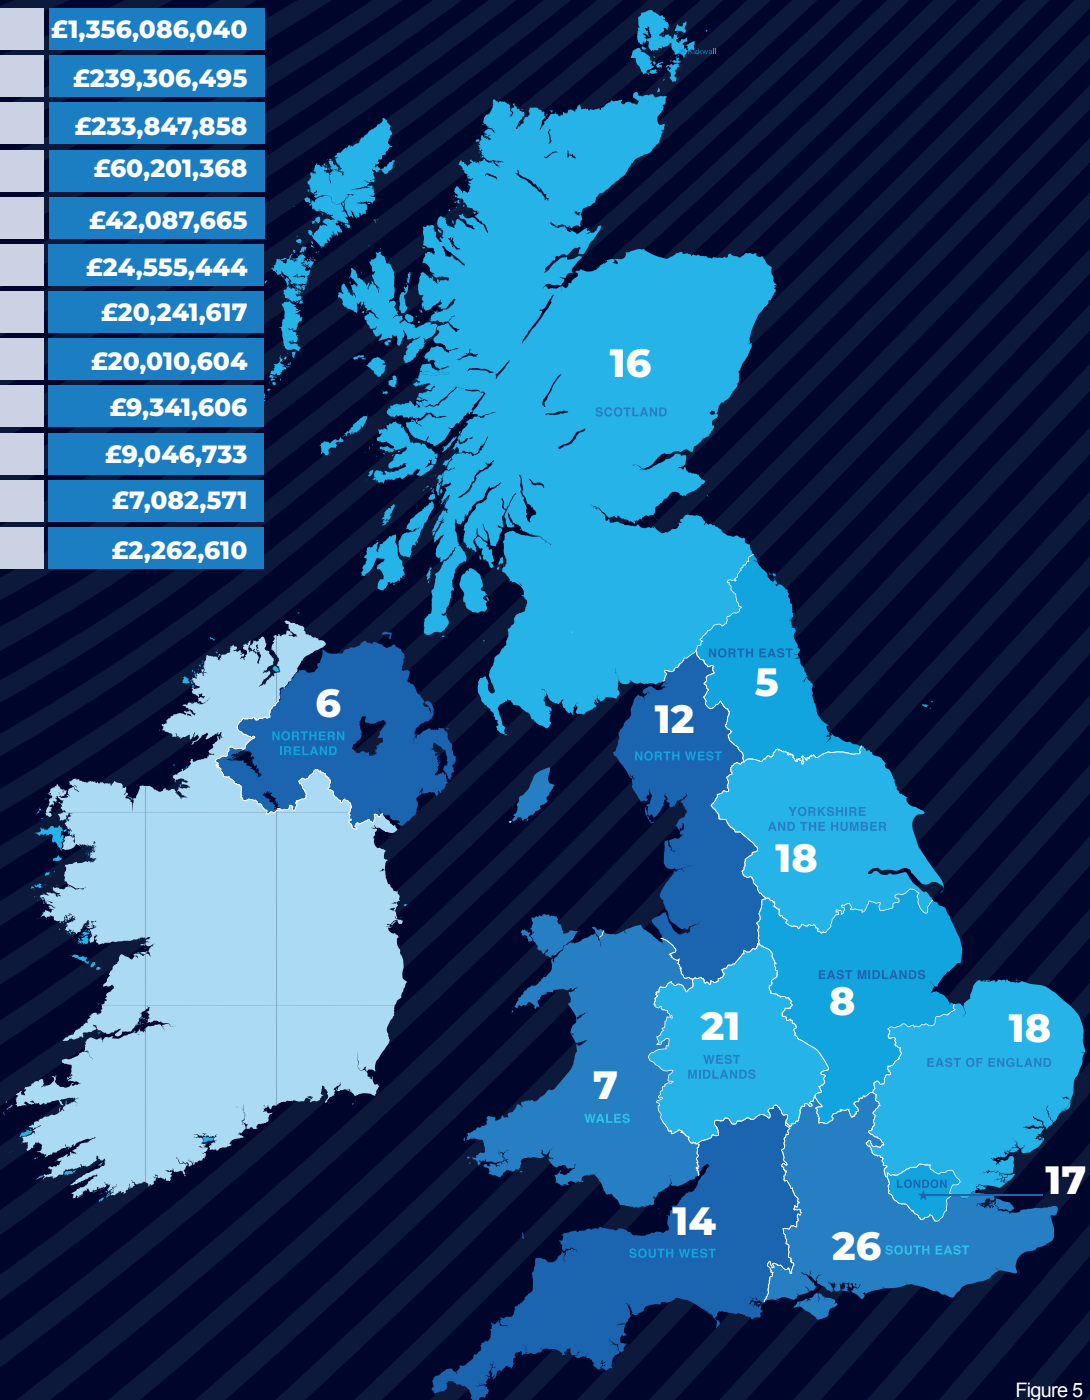 £1,356,086,040
£239,306,495
£233,847,858
£60,201,368
£42,087,665
£24,555,444
£20,241,617
£20,010,604
£9,341,606
£9,046,733
£7,082,571
£2,262,610
16
SCOTLAND
NORTH EAST
5
6
NORTHERN
IRELAND
12
NORTH WEST
YORKSHIRE
AND THE HUMBER
18
EAST MIDLANDS
8
21
WEST
MIDLANDS
18
EAST OF ENGLAND
7
WALES
LONDON
17
14
SOUTH WEST
26 SOUTH EAST
Figure 5